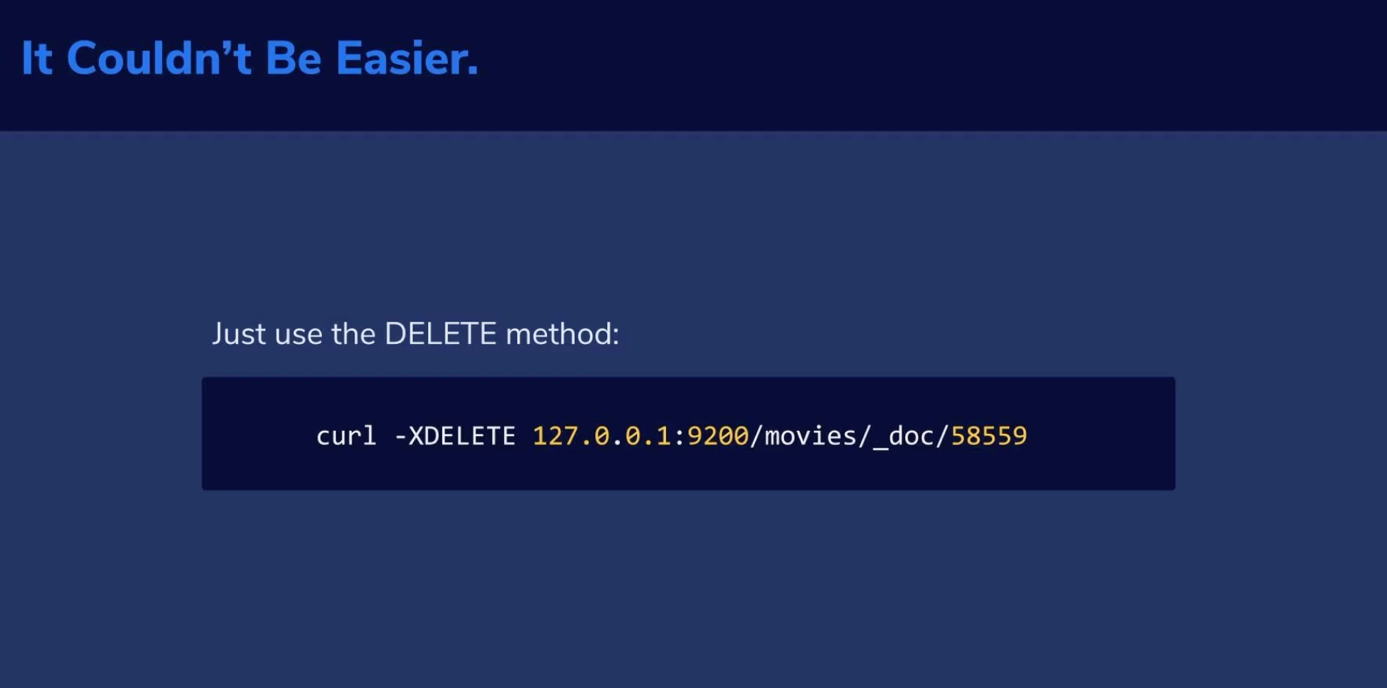 It Couldn’t Be Easier.
Just use the DELETE method:
curl -XDELETE 127.0.0.1:9200/movies/_doc/58559